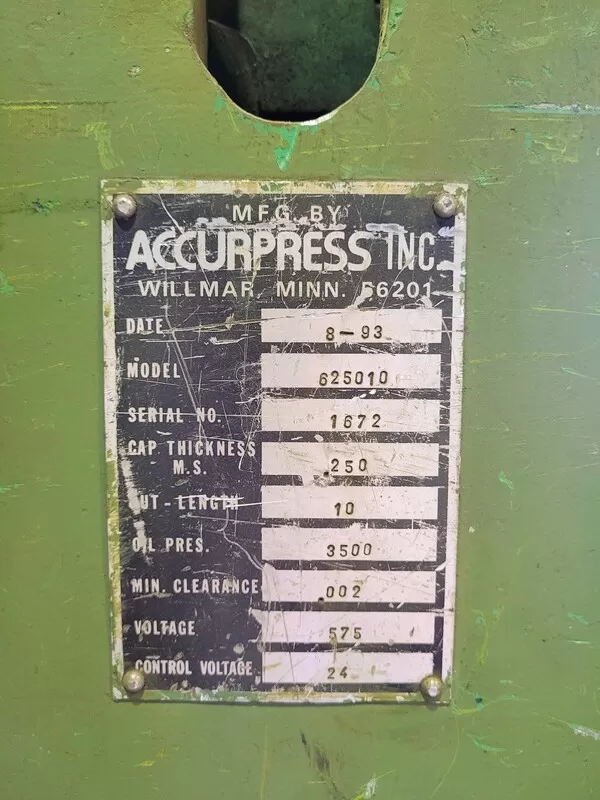 MFG. BY
ACCURPRESS INC.
WILLMAR, MINN. 56201
DATE 8-93
MODEL 625010
SERIAL NO. 1672
CAP. THICKNESS
M.S. .250
CUT-LENGTH 10
OIL PRES. 3500
MIN. CLEARANCE .002
VOLTAGE 575
CONTROL VOLTAGE 24